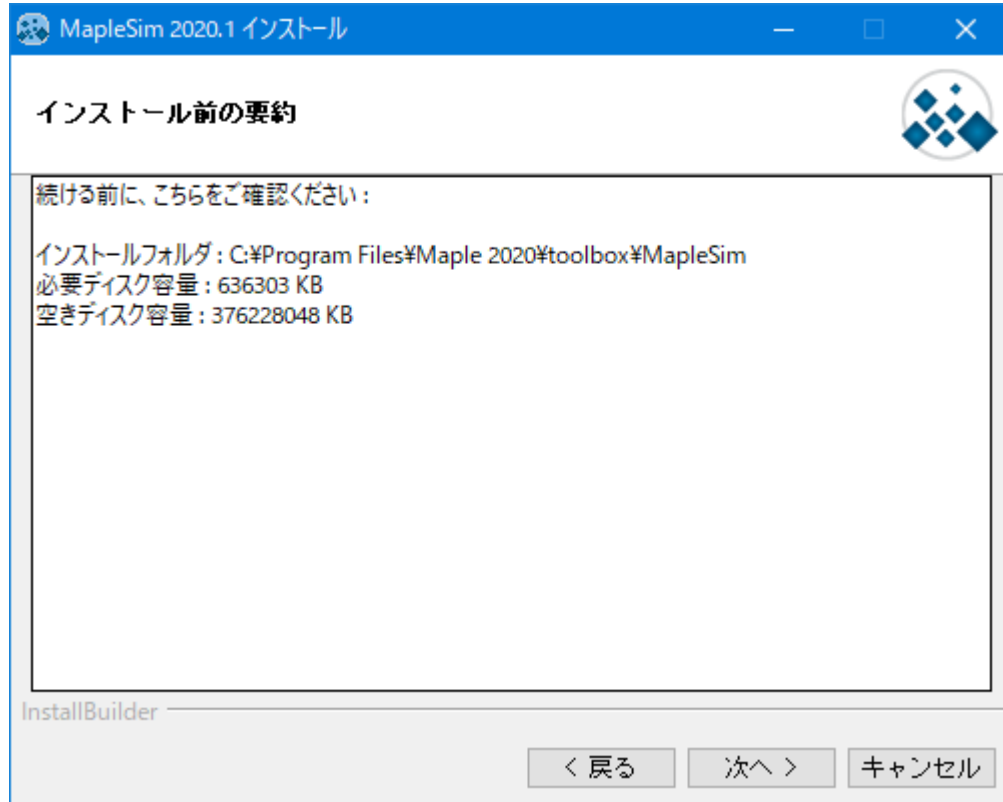 MapleSim 2020.1 インストール
インストール前の要約
続ける前に、こちらをご確認ください :
インストールフォルダ : C:¥Program Files¥Maple 2020¥toolbox¥MapleSim
必要ディスク容量 : 636303 KB
空きディスク容量 : 376228048 KB
InstallBuilder
< 戻る
次へ >
キャンセル